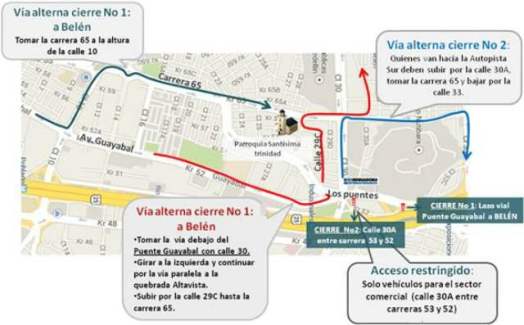 Vía alterna cierre No 1:
a Belén
Tomar la carrera 65 a la altura
de la calle 10
Vía alterna cierre No 2:
Quienes van hacia la Autopista
Sur deben subir por la calle 30A,
tomar la carrera 65 y bajar por la
calle 33.
Carrera 65
Av. Guayabal
Parroquia Santísima
trinidad
Calle 29C
Kr 52
Los puentes
Kr 48
CIERRE No 1: Lazo vial
Puente Guayabal a BELÉN
CIERRE No2: Calle 30A
entre carrera 53 y 52
Vía alterna cierre No 1:
a Belén
•Tomar la vía debajo del
Puente Guayabal con calle 30.
•Girar a la izquierda y continuar
por la vía paralela a la
quebrada Altavista.
•Subir por la calle 29C hasta la
carrera 65.
Acceso restringido:
Solo vehículos para el sector
comercial (calle 30A entre
carreras 53 y 52)